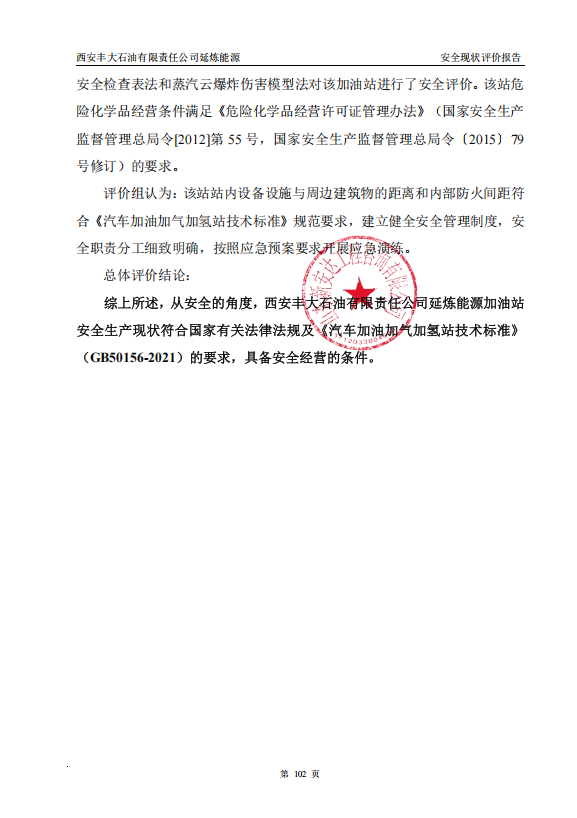 西安丰大石油有限责任公司延炼能源 安全现状评价报告
安全检查表法和蒸汽云爆炸伤害模型法对该加油站进行了安全评价。该站危
险化学品经营条件满足《危险化学品经营许可证管理办法》（国家安全生产
监督管理总局令[2012]第 55 号，国家安全生产监督管理总局令〔2015〕79
号修订）的要求。
评价组认为：该站站内设备设施与周边建筑物的距离和内部防火间距符
合《汽车加油加气加氢站技术标准》规范要求，建立健全安全管理制度，安
全职责分工细致明确，按照应急预案要求开展应急演练。
总体评价结论：
综上所述，从安全的角度，西安丰大石油有限责任公司延炼能源加油站
安全生产现状符合国家有关法律法规及《汽车加油加气加氢站技术标准》
（GB50156-2021）的要求，具备安全经营的条件。
第 102 页